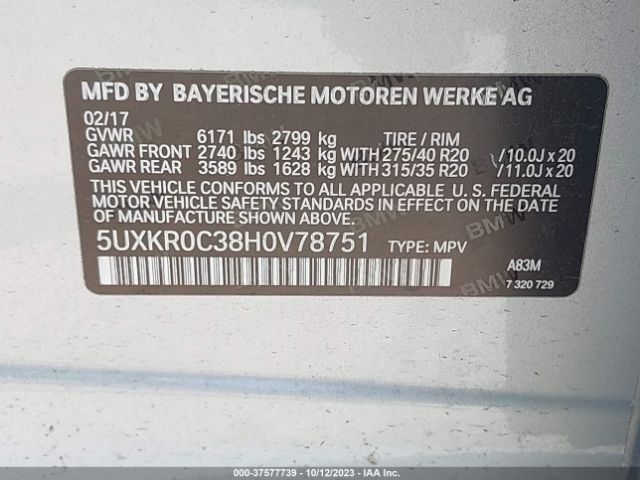 MFD BY BAYERISCHE MOTOREN WERKE AG
02/17
GVWR 6171 lbs 2799 kg TIRE / RIM
GAWR FRONT 2740 lbs 1243 kg WITH 275/40 R20 /10.0J x 20
GAWR REAR 3589 lbs 1628 kg WITH 315/35 R20 /11.0J x 20
THIS VEHICLE CONFORMS TO ALL APPLICABLE U. S. FEDERAL
MOTOR VEHICLE SAFETY STANDARDS IN EFFECT ON THE
DATE OF MANUFACTURE SHOWN ABOVE.
5UXKR0C38H0V78751 TYPE: MPV
A83M
7 320 729
000-37577739 - 10/12/2023 - IAA Inc.